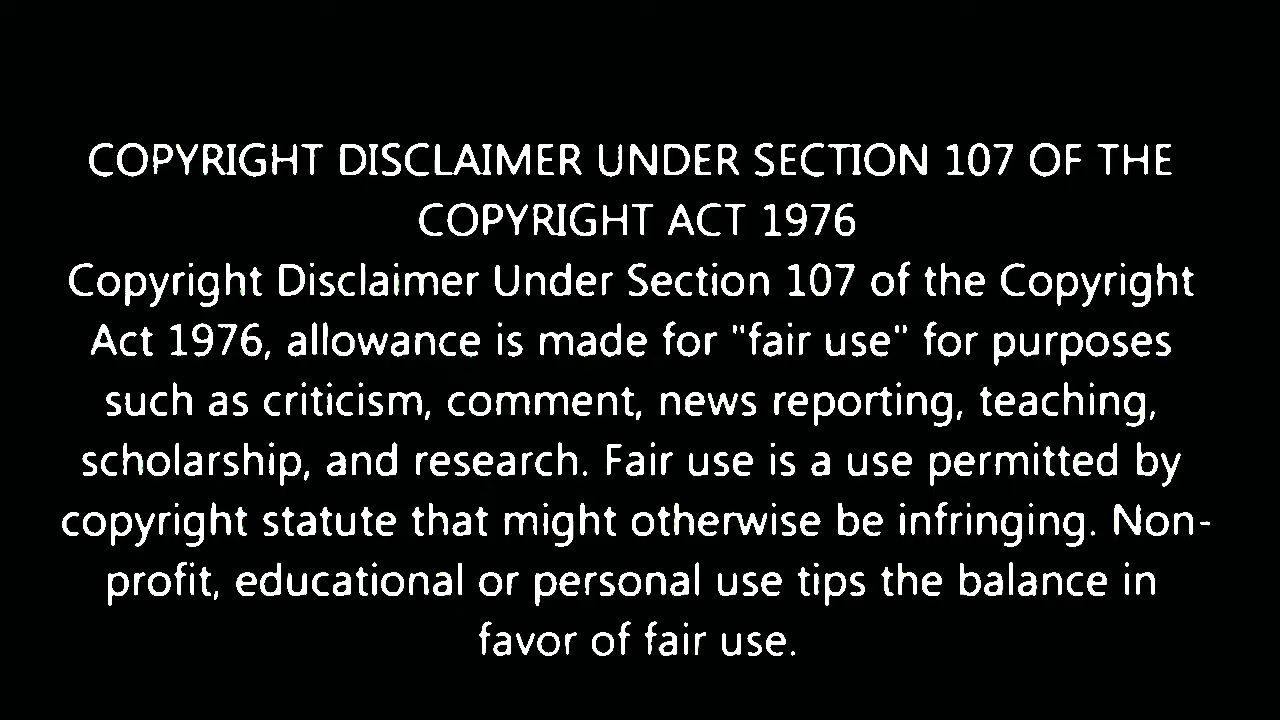 COPYRIGHT DISCLAIMER UNDER SECTION 107 OF THE
COPYRIGHT ACT 1976
Copyright Disclaimer Under Section 107 of the Copyright
Act 1976, allowance is made for "fair use" for purposes
such as criticism, comment, news reporting, teaching,
scholarship, and research. Fair use is a use permitted by
copyright statute that might otherwise be infringing. Non-
profit, educational or personal use tips the balance in
favor of fair use.